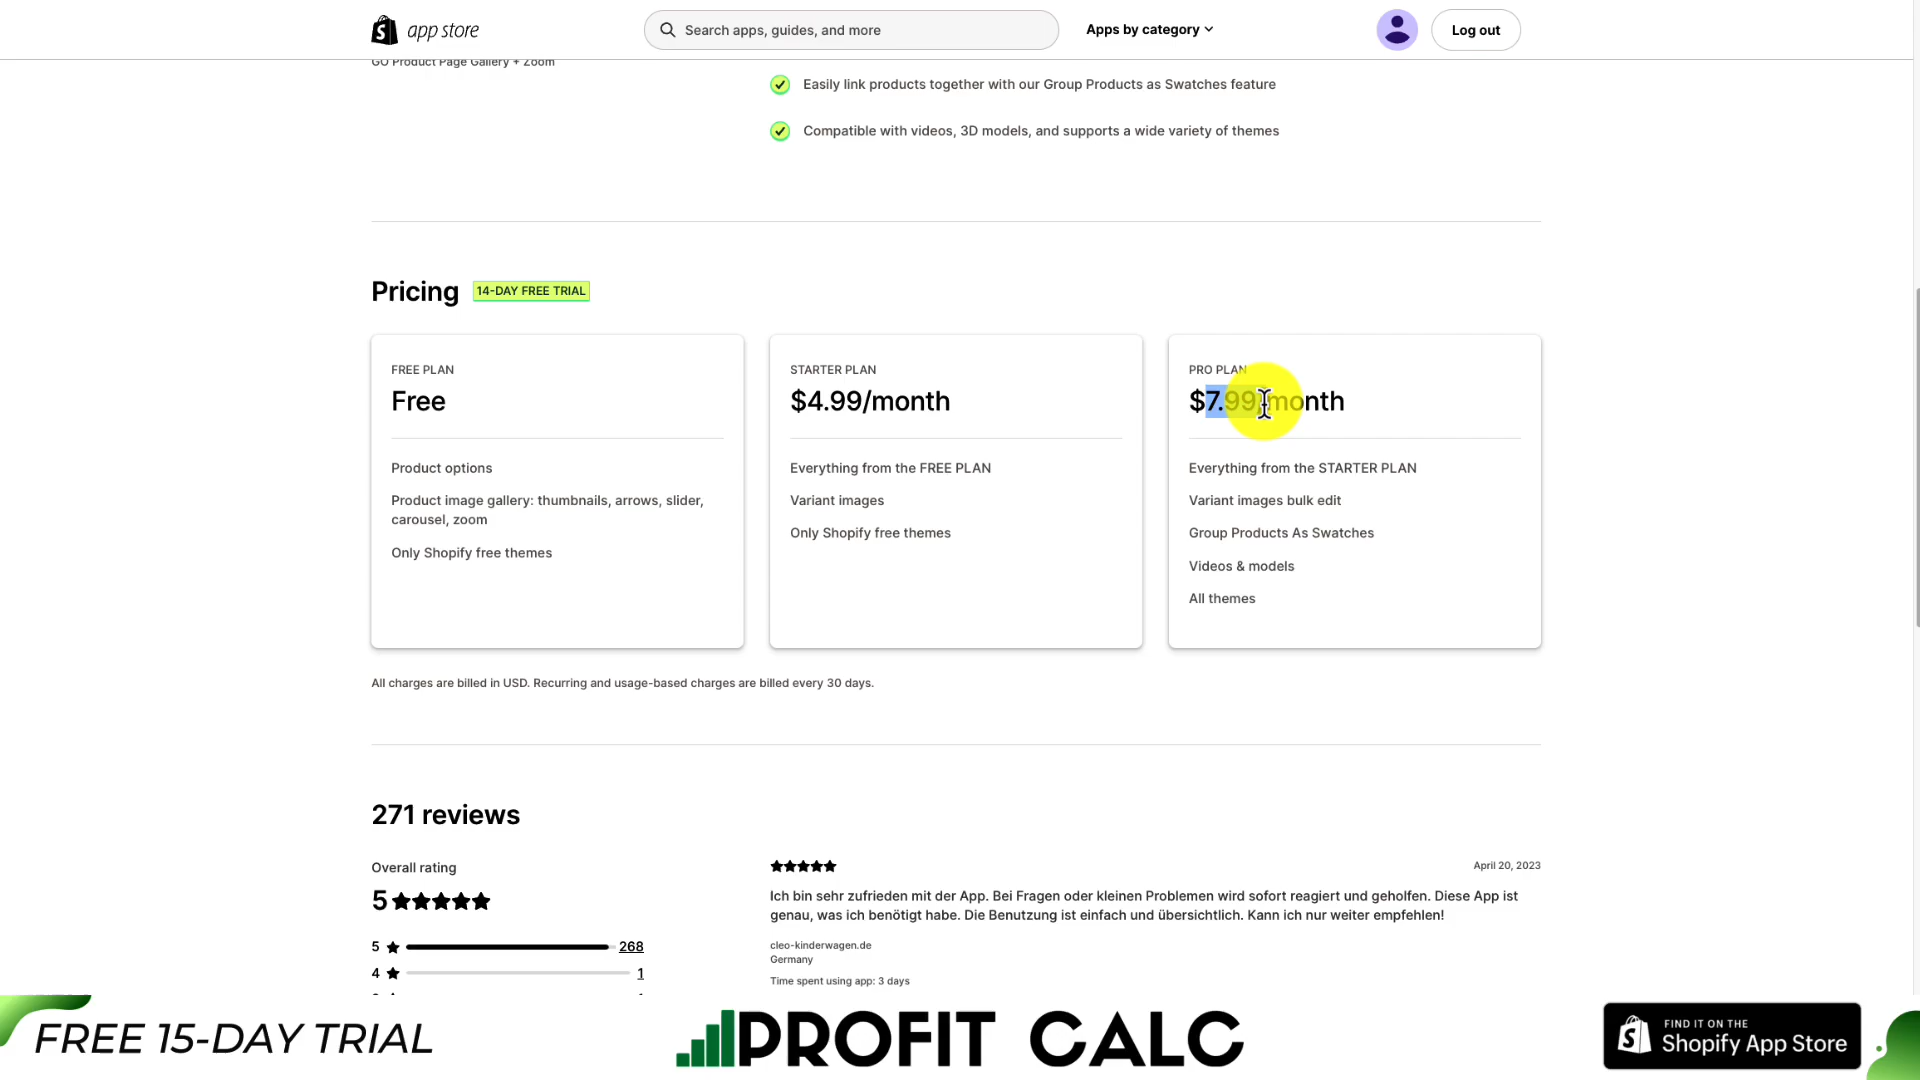 app store
Search apps, guides, and more
Apps by category
Log out
GO Product Page Gallery + Zoom
Easily link products together with our Group Products as Swatches feature
Compatible with videos, 3D models, and supports a wide variety of themes
Pricing
14-DAY FREE TRIAL
FREE PLAN
Free
Product options
Product image gallery: thumbnails, arrows, slider,
carousel, zoom
Only Shopify free themes
STARTER PLAN
$4.99/month
Everything from the FREE PLAN
Variant images
Only Shopify free themes
PRO PLAN
$7.99/month
Everything from the STARTER PLAN
Variant images bulk edit
Group Products As Swatches
Videos & models
All themes
All charges are billed in USD. Recurring and usage-based charges are billed every 30 days.
271 reviews
Overall rating
5
5 268
4 1
April 20, 2023
Ich bin sehr zufrieden mit der App. Bei Fragen oder kleinen Problemen wird sofort reagiert und geholfen. Diese App ist
genau, was ich benötigt habe. Die Benutzung ist einfach und übersichtlich. Kann ich nur weiter empfehlen!
cleo-kinderwagen.de
Germany
Time spent using app: 3 days
FREE 15-DAY TRIAL
PROFIT CALC
FIND IT ON THE
Shopify App Store